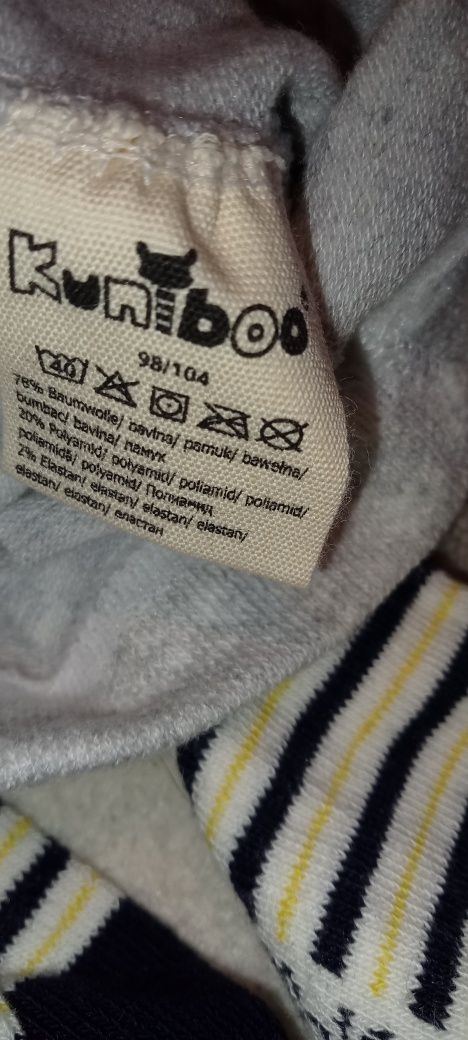 Kuniboo
98/104
40
78% Baumwolle/ bavlna/ pamuk/ bawełna/
bumbac/ bavlna/ памук
20% Polyamid/ polyamid/ poliamid/ poliamid/
poliamidă/ polyamid/ Полиамид
2% Elastan/ elastan/ elastan/ elastan/
elastan/ elastan/ еластан